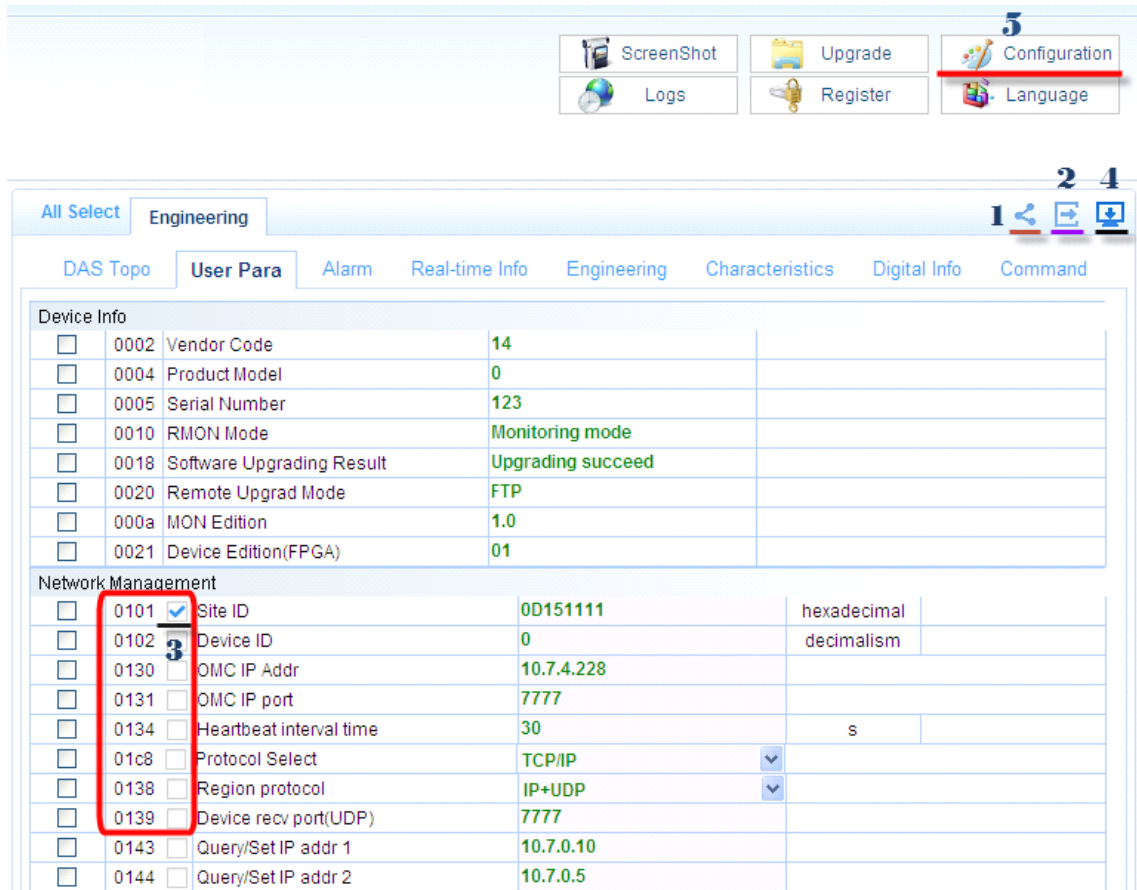 5
ScreenShot Upgrade Configuration
Logs Register Language
2 4
All Select Engineering 1
DAS Topo User Para Alarm Real-time Info Engineering Characteristics Digital Info Command
Device Info
0002 Vendor Code 14
0004 Product Model 0
0005 Serial Number 123
0010 RMON Mode Monitoring mode
0018 Software Upgrading Result Upgrading succeed
0020 Remote Upgrad Mode FTP
000a MON Edition 1.0
0021 Device Edition(FPGA) 01
Network Management
0101 Site ID 0D151111 hexadecimal
0102 3 Device ID 0 decimalism
0130 OMC IP Addr 10.7.4.228
0131 OMC IP port 7777
0134 Heartbeat interval time 30 s
01c8 Protocol Select TCP/IP
0138 Region protocol IP+UDP
0139 Device recv port(UDP) 7777
0143 Query/Set IP addr 1 10.7.0.10
0144 Query/Set IP addr 2 10.7.0.5